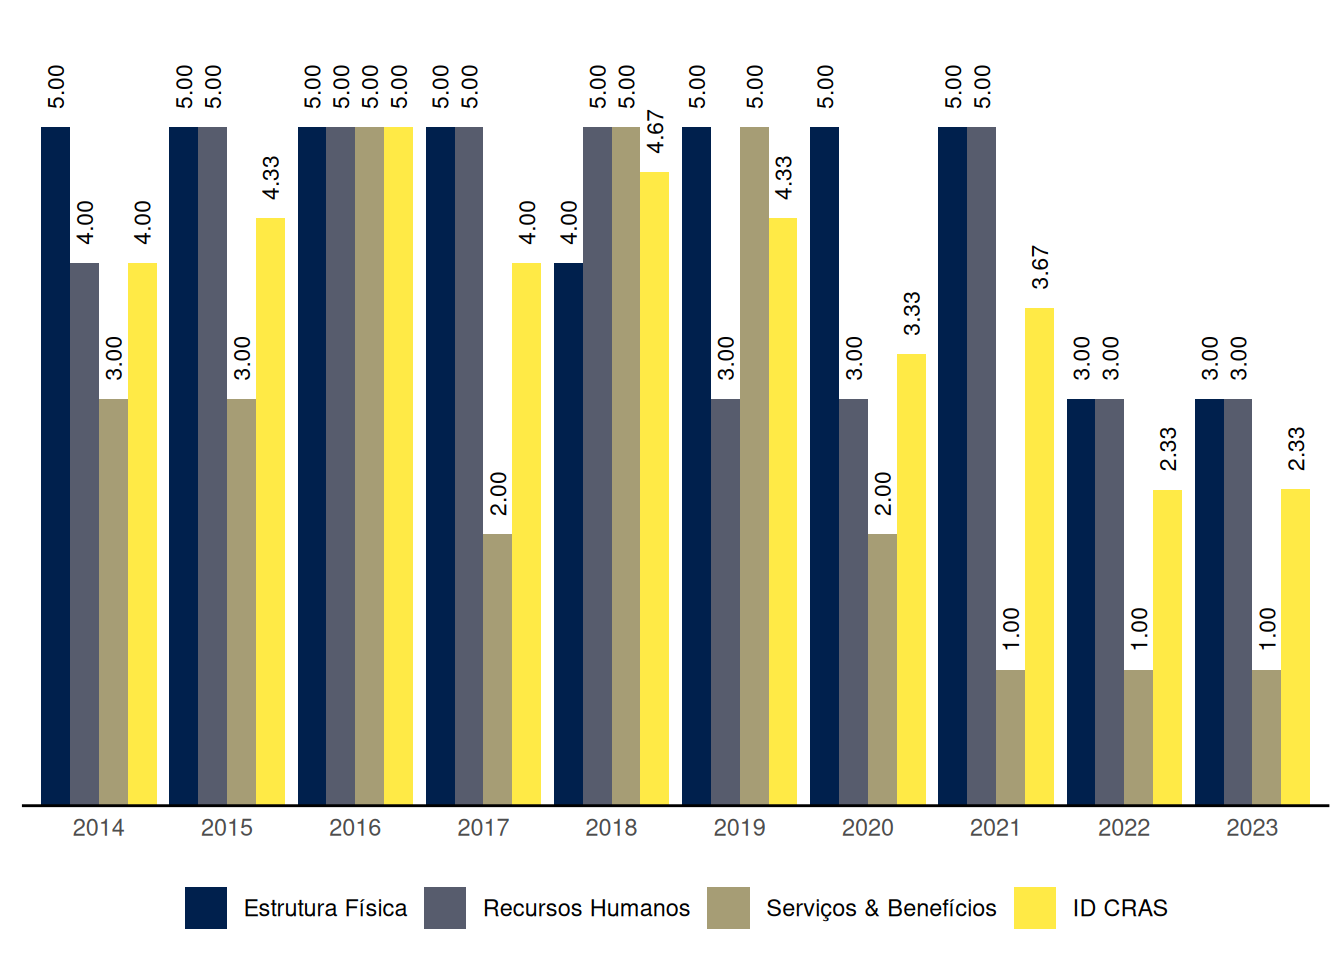 5.00 4.00 3.00 4.00 5.00 5.00 3.00 4.33 5.00 5.00 5.00 5.00 5.00 5.00 2.00 4.00 4.00 5.00 5.00 4.67 5.00 3.00 5.00 4.33 5.00 3.00 2.00 3.33 5.00 5.00 1.00 3.67 3.00 3.00 1.00 2.33 3.00 3.00 1.00 2.33
2014 2015 2016 2017 2018 2019 2020 2021 2022 2023
Estrutura Física Recursos Humanos Serviços & Benefícios ID CRAS